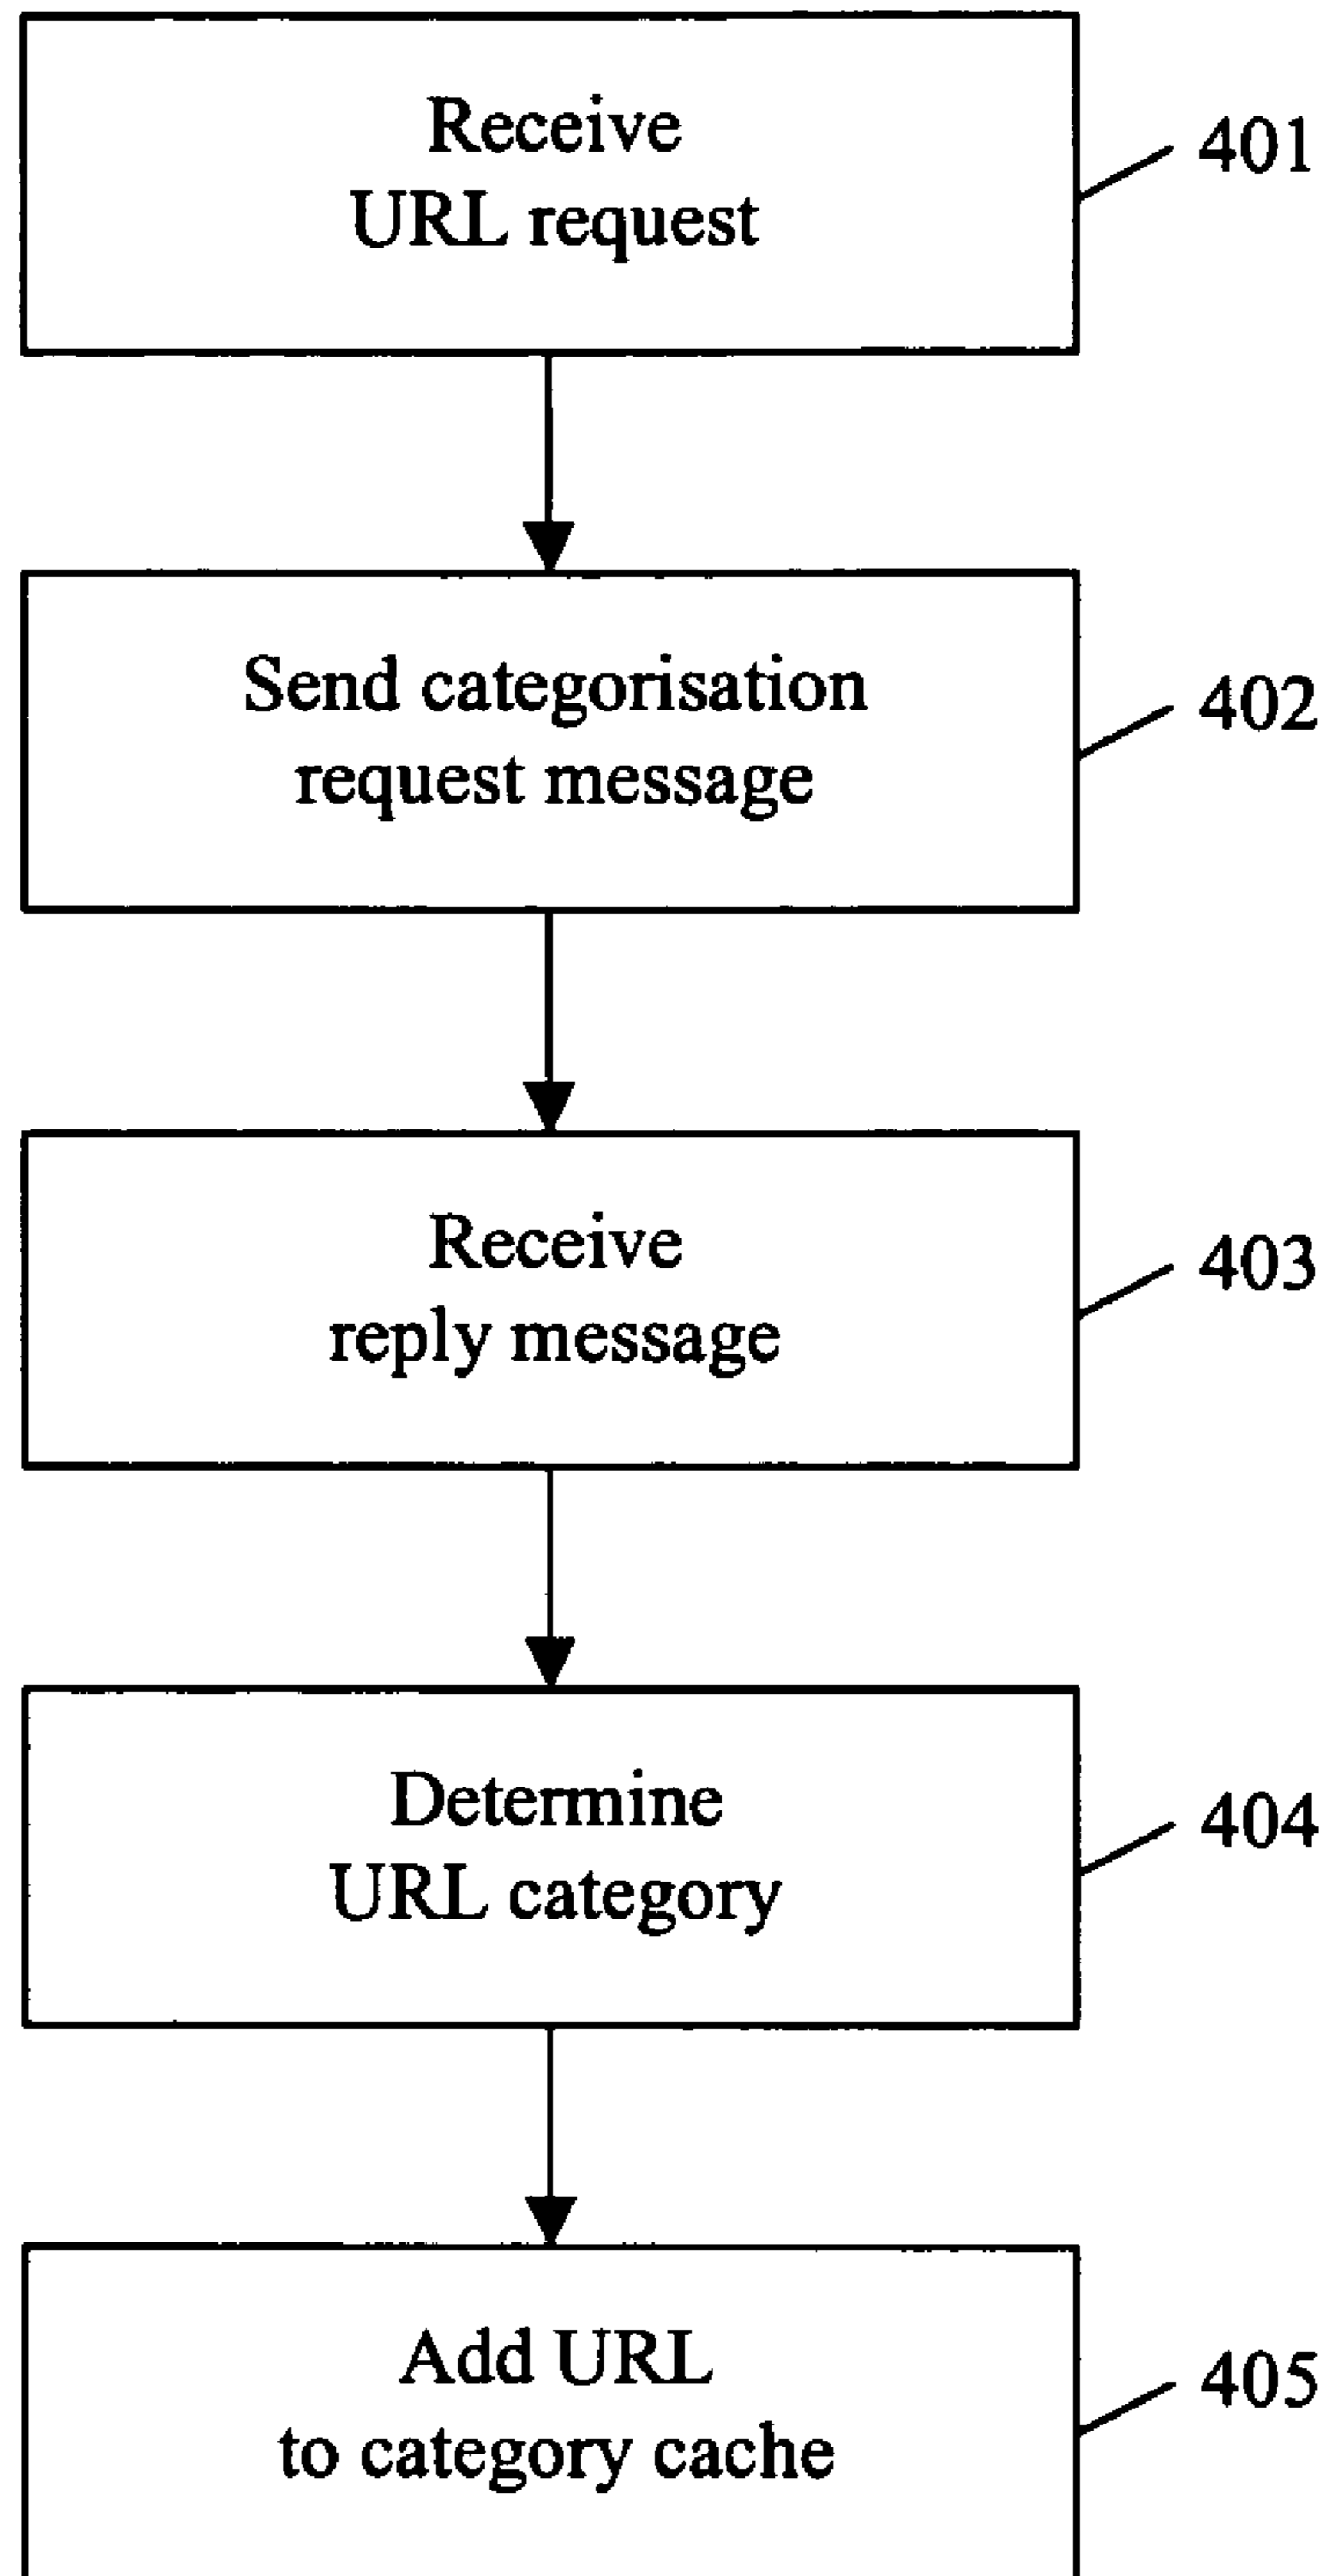 Receive
URL request
401
Send categorisation
request message
402
Receive
reply message
403
Determine
URL category
404
Add URL
to category cache
405